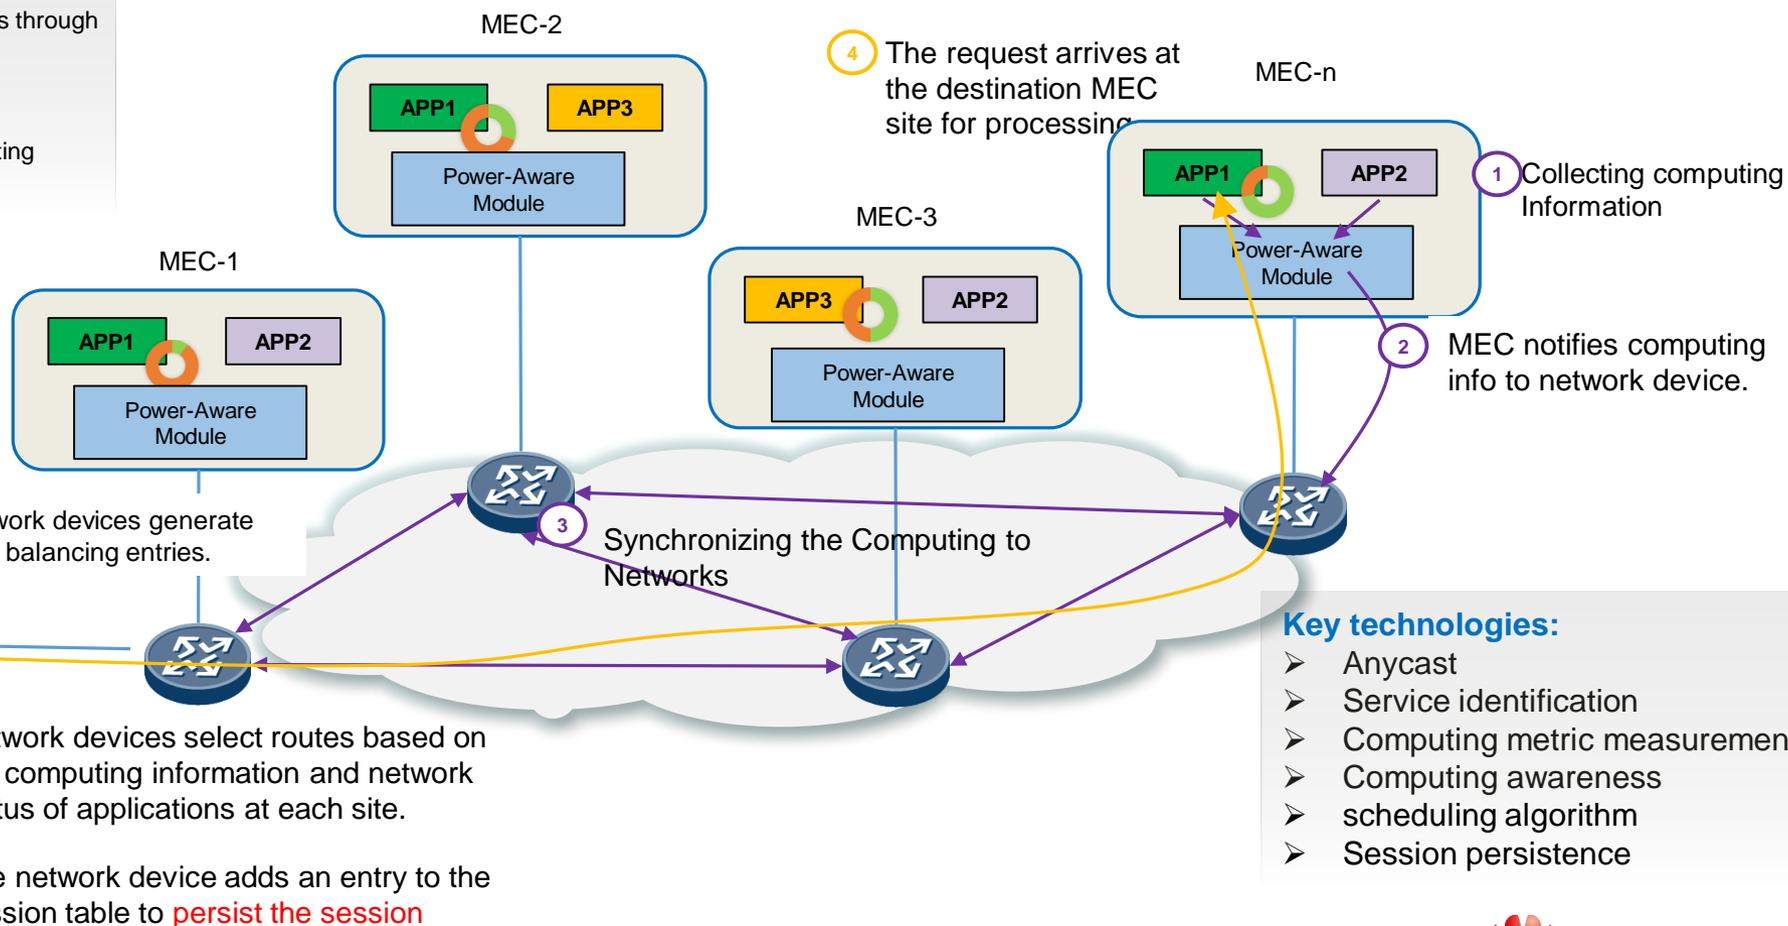 s through
ting
MEC-2
APP1
APP3
Power-Aware
Module
4
The request arrives at
the destination MEC
site for processing
MEC-n
APP1
APP2
Power-Aware
Module
1
Collecting computing
Information
MEC-3
APP3
APP2
Power-Aware
Module
MEC-1
APP1
APP2
Power-Aware
Module
2
MEC notifies computing
info to network device.
work devices generate
balancing entries.
3
Synchronizing the Computing to
Networks
Key technologies:
Anycast
Service identification
Computing metric measuremen
Computing awareness
scheduling algorithm
Session persistence
twork devices select routes based on
computing information and network
tus of applications at each site.
e network device adds an entry to the
ssion table to persist the session